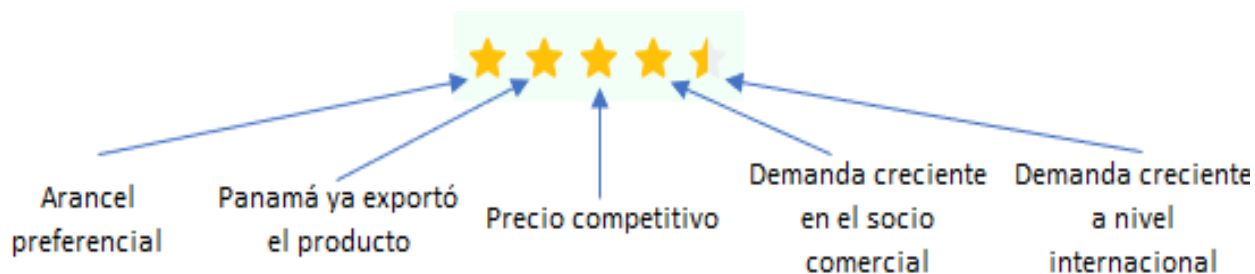 Arancel
preferencial
Panamá ya exportó
el producto
Precio competitivo
Demanda creciente
en el socio
comercial
Demanda creciente
a nivel
internacional